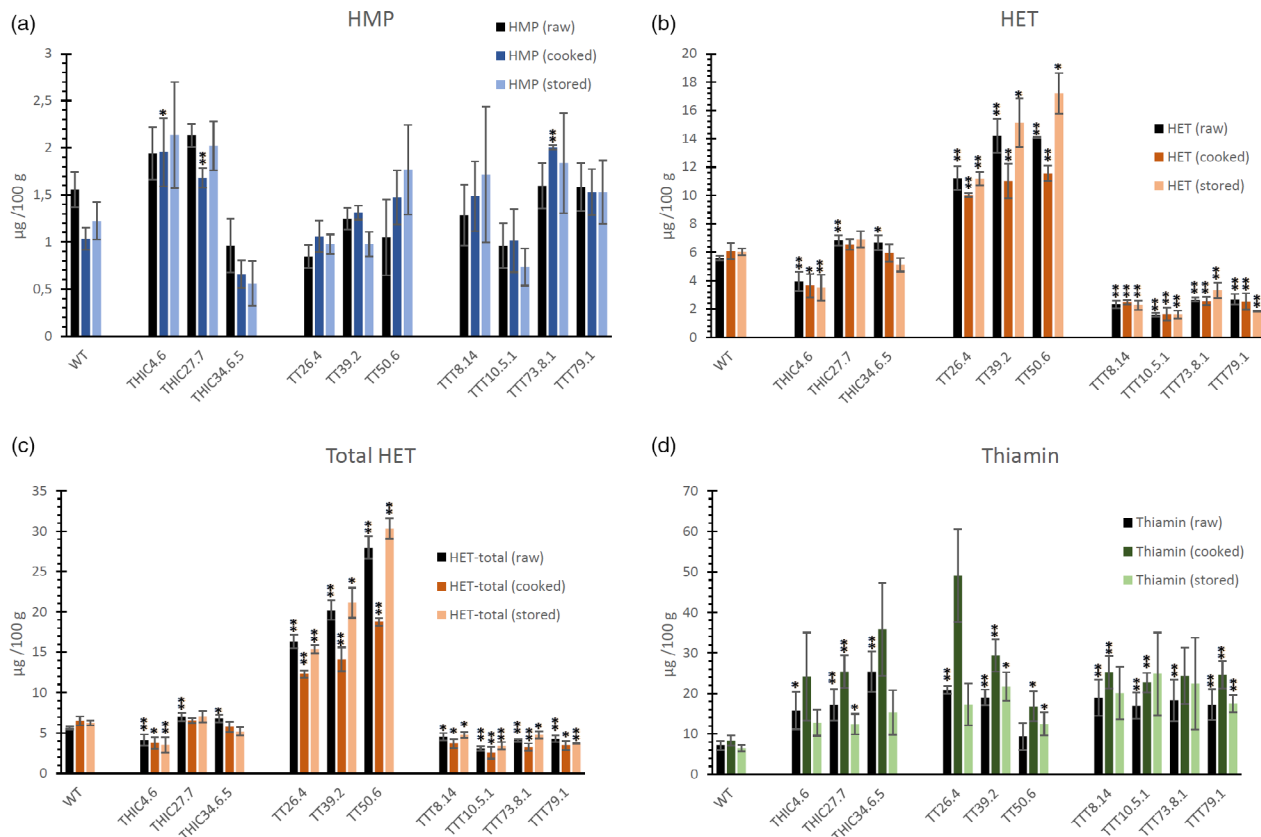 (a)
HMP
HMP (raw)
HMP (cooked)
HMP (stored)
µg /100 g
3
2,5
2
1,5
1
0,5
0
* ** **
WT
THIC4.6
THIC27.7
THIC34.6.5
TT26.4
TT39.2
TT50.6
TTT8.14
TTT10.5.1
TTT73.8.1
TTT79.1
(b)
HET
HET (raw)
HET (cooked)
HET (stored)
µg /100 g
20
18
16
14
12
10
8
6
4
2
0
** * ** ** * ** ** ** ** ** * ** ** * ** ** ** ** ** ** ** ** ** ** ** **
WT
THIC4.6
THIC27.7
THIC34.6.5
TT26.4
TT39.2
TT50.6
TTT8.14
TTT10.5.1
TTT73.8.1
TTT79.1
(c)
Total HET
HET-total (raw)
HET-total (cooked)
HET-total (stored)
µg /100 g
35
30
25
20
15
10
5
0
** * ** ** * ** ** ** ** ** * ** ** ** * * * ** ** ** ** ** * * * **
WT
THIC4.6
THIC27.7
THIC34.6.5
TT26.4
TT39.2
TT50.6
TTT8.14
TTT10.5.1
TTT73.8.1
TTT79.1
(d)
Thiamin
Thiamin (raw)
Thiamin (cooked)
Thiamin (stored)
µg /100 g
70
60
50
40
30
20
10
0
* ** ** * ** ** ** ** * * * ** ** ** ** ** ** ** **
WT
THIC4.6
THIC27.7
THIC34.6.5
TT26.4
TT39.2
TT50.6
TTT8.14
TTT10.5.1
TTT73.8.1
TTT79.1